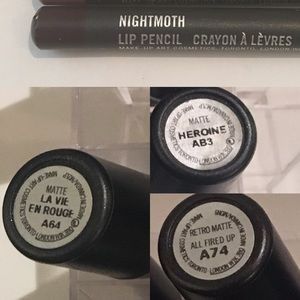 NIGHTMOTH
LIP PENCIL CRAYON À LÈVRES
MAKE-UP ART COSMETICS, TORONTO, LONDON
MATTE
HEROINE
AB3
MATTE
LA VIE
EN ROUGE
A64
RETRO MATTE
ALL FIRED UP
A74